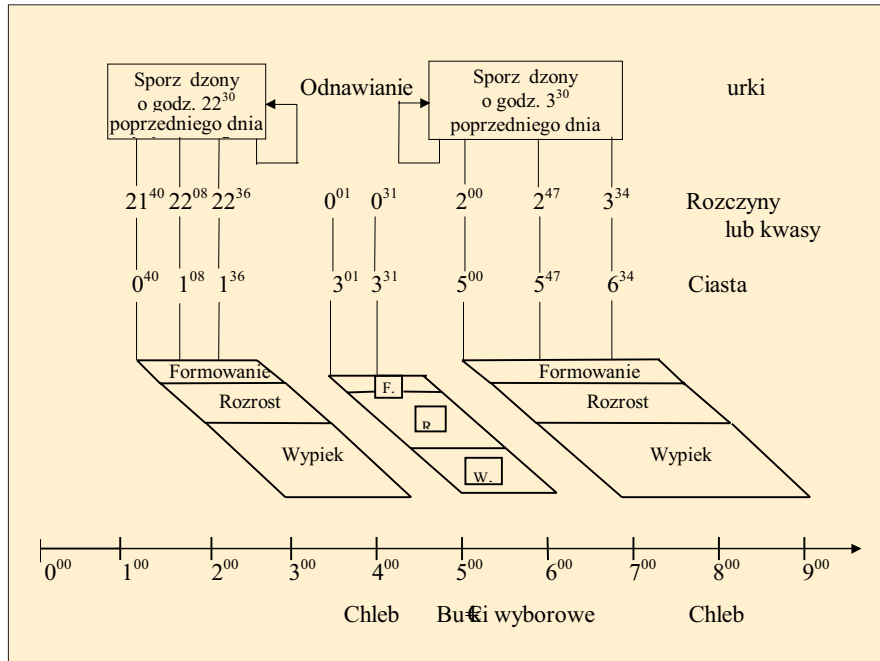 Sporz dzony
o godz. 22³⁰
poprzedniego dnia
Odnawianie
Sporz dzony
o godz. 3³⁰
poprzedniego dnia
urki
21⁴⁰ 22⁰⁸ 22³⁶ 0⁰¹ 0³¹ 2⁰⁰ 2⁴⁷ 3³⁴ Rozczyny
lub kwasy
0⁴⁰ 1⁰⁸ 1³⁶ 3⁰¹ 3³¹ 5⁰⁰ 5⁴⁷ 6³⁴ Ciasta
Formowanie F. Formowanie
Rozrost R Rozrost
Wypiek W. Wypiek
0⁰⁰ 1⁰⁰ 2⁰⁰ 3⁰⁰ 4⁰⁰ 5⁰⁰ 6⁰⁰ 7⁰⁰ 8⁰⁰ 9⁰⁰
Chleb wyborowe Chleb